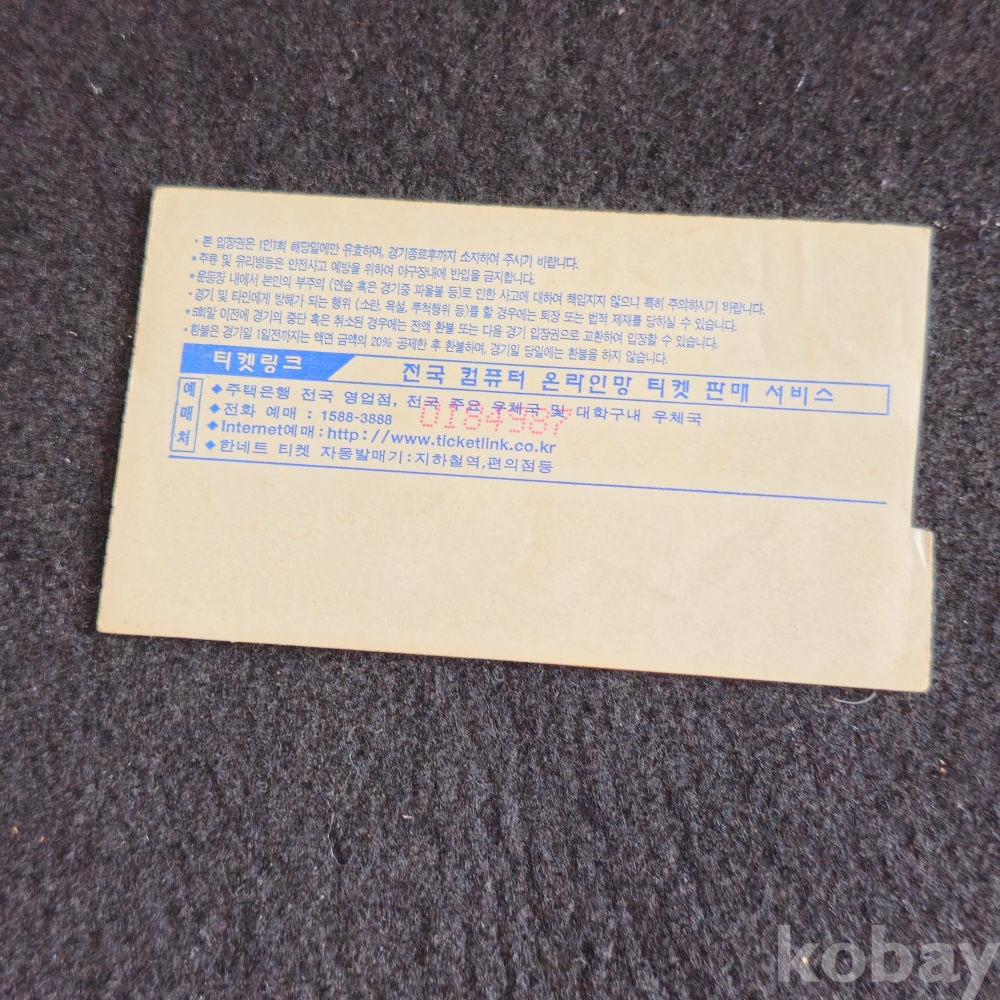 · 본 입장권은 1인1회 해당일에만 유효하며, 경기종료후까지 소지하여 주시기 바랍니다.
· 주류 및 유리병등은 안전사고 예방을 위하여 야구장내에 반입을 금지합니다.
· 운동장 내에서 본인의 부주의 (연습 혹은 경기중 파울볼 등)로 인한 사고에 대하여 책임지지 않으니 특히 주의하시기 바랍니다.
· 경기 및 타인에게 방해가 되는 행위 (소란, 욕설, 투척행위 등)를 할 경우에는 퇴장 또는 법적 제재를 당하실 수 있습니다.
· 5회말 이전에 경기의 중단 혹은 취소된 경우에는 전액 환불 또는 다음 경기 입장권으로 교환하여 입장할 수 있습니다.
· 환불은 경기일 1일전까지는 액면 금액의 20% 공제한 후 환불하며, 경기일 당일에는 환불을 하지 않습니다.
티켓링크 전국 컴퓨터 온라인망 티켓 판매 서비스
예매처
◆주택은행 전국 영업점, 전국 주요 우체국 및 대학구내 우체국
◆전화 예매 : 1588-3888
0184987
◆Internet예매:http://www.ticketlink.co.kr
◆한네트 티켓 자동발매기:지하철역,편의점등
kobay